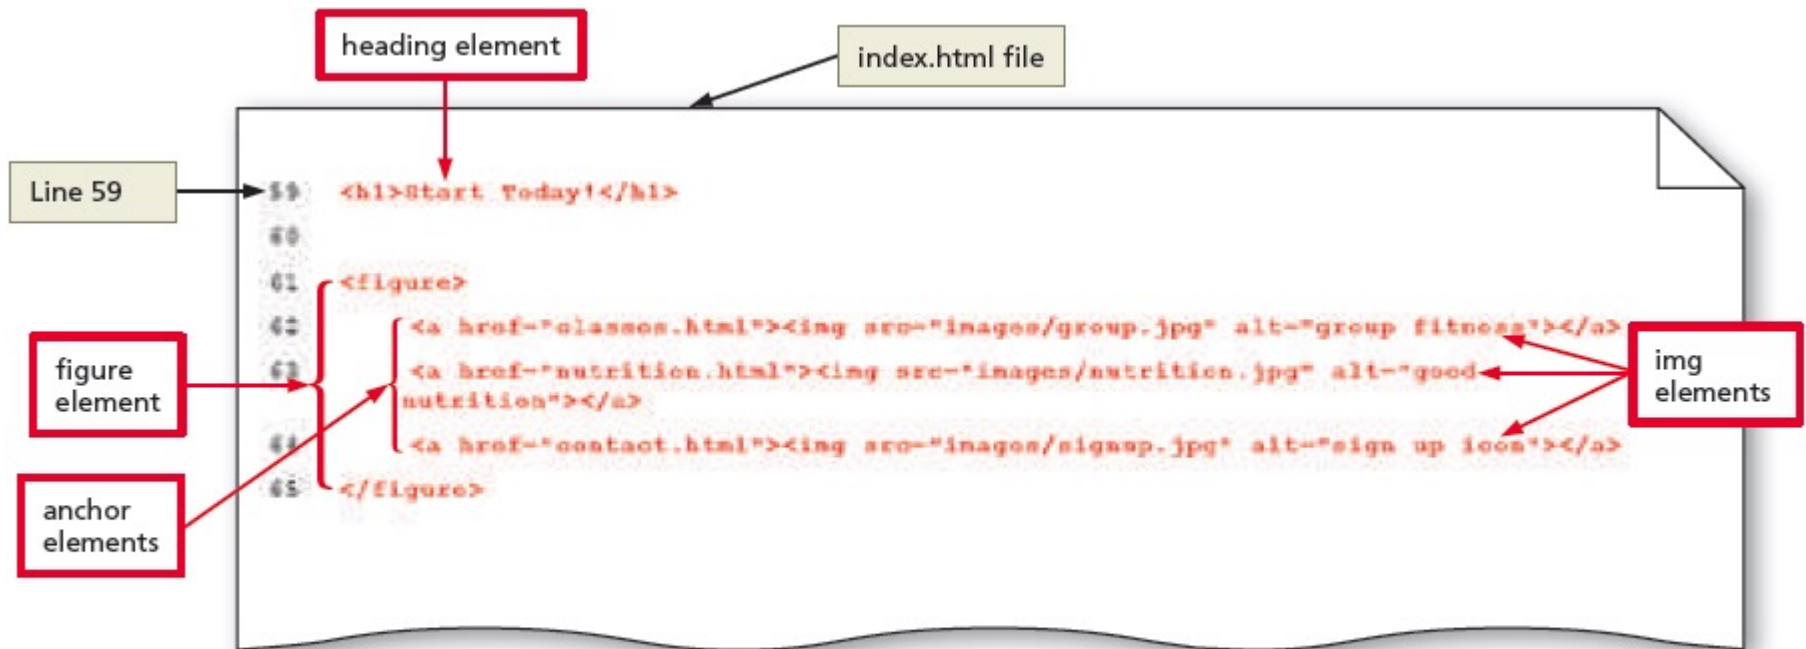 heading element
index.html file
Line 59
59 <h1>Start Today!</h1>
60
61 <figure>
62 <a href="classes.html"><img src="images/group.jpg" alt="group fitness"></a>
63 <a href="nutrition.html"><img src="images/nutrition.jpg" alt="good
nutrition"></a>
64 <a href="contact.html"><img src="images/signup.jpg" alt="sign up icon"></a>
65 </figure>
figure
element
anchor
elements
img
elements